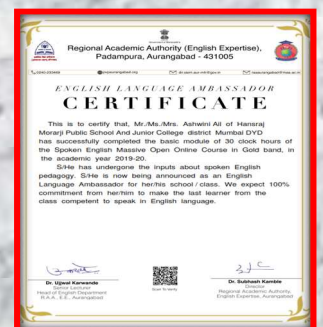 Regional Academic Authority (English Expertise),
Padampura, Aurangabad - 431005
ENGLISH LANGUAGE AMBASSADOR
CERTIFICATE
This is to certify that, Mr./Ms./Mrs. Ashwini All of Hansraj
Morarji Public School And Junior College district Mumbai DYD
has successfully completed the basic module of 30 clock hours of
the Spoken English Massive Open Online Course in Gold band, in
the academic year 2019-20.
S/He has undergone the inputs about spoken English
pedagogy. S/He is now being announced as an English
Language Ambassador for her/his school / class. We expect 100%
commitment from her/him to make the last learner from the
class competent to speak in English language.
Dr. Ujjwal Karwande
Senior Lecturer
Head of English Department
R.A.A., E.E., Aurangabad
Scan To Verify
Dr. Subhash Kamble
Director
Regional Academic Authority,
English Expertise, Aurangabad